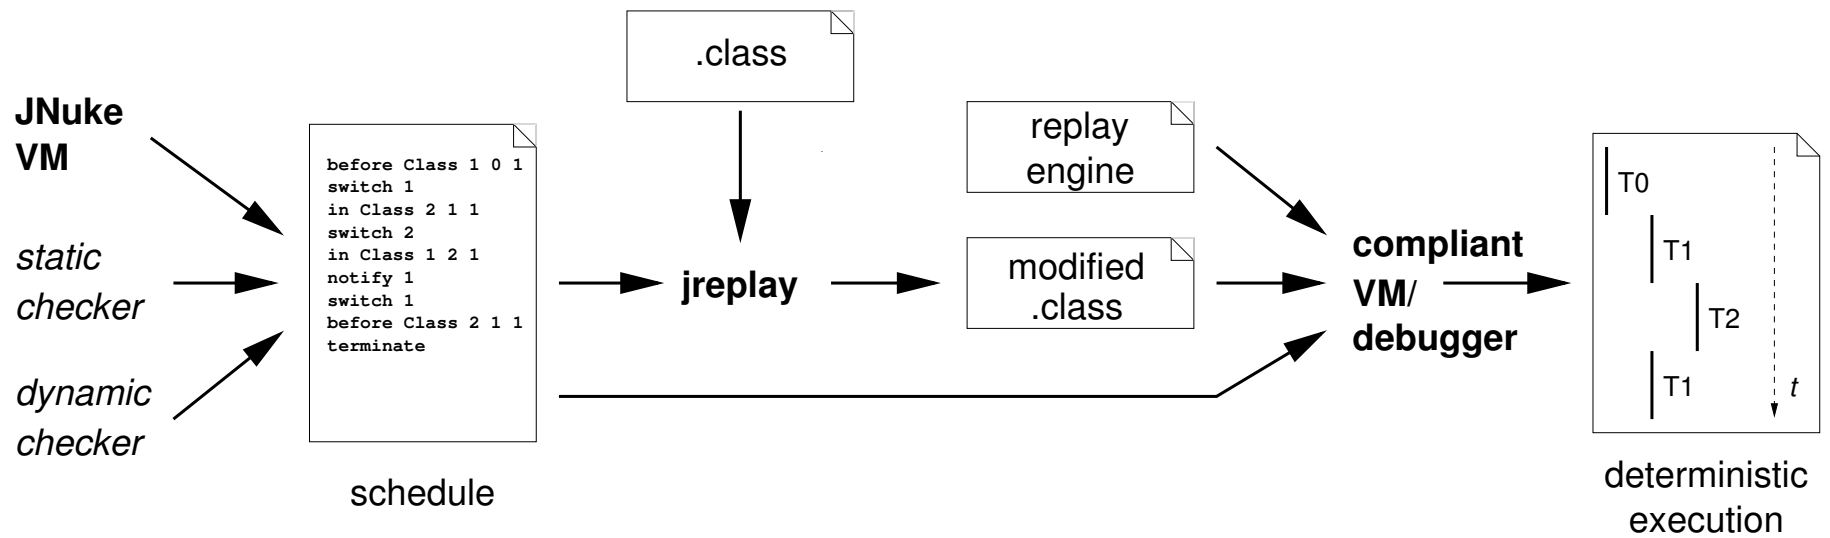 JNuke
VM
static
checker
dynamic
checker
before Class 1 0 1
switch 1
in Class 2 1 1
switch 2
in Class 1 2 1
notify 1
switch 1
before Class 2 1 1
terminate
schedule
.class
jreplay
replay
engine
modified
.class
compliant
VM/
debugger
T0
T1
T2
T1
t
deterministic
execution